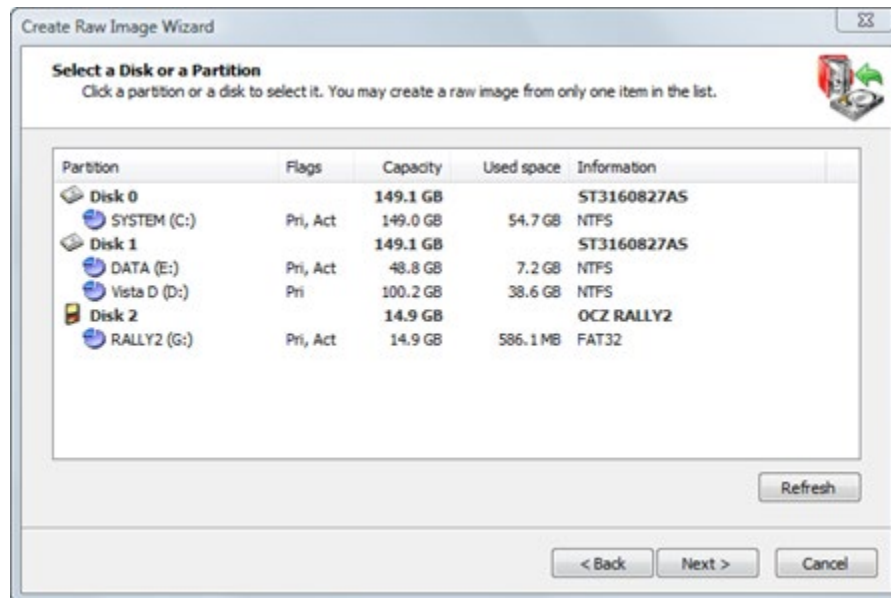 Create Raw Image Wizard
Select a Disk or a Partition
Click a partition or a disk to select it. You may create a raw image from only one item in the list.
Partition Flags Capacity Used space Information
Disk 0 149.1 GB ST3160827AS
SYSTEM (C:) Pri, Act 149.0 GB 54.7 GB NTFS
Disk 1 149.1 GB ST3160827AS
DATA (E:) Pri, Act 48.8 GB 7.2 GB NTFS
Vista D (D:) Pri 100.2 GB 38.6 GB NTFS
Disk 2 14.9 GB OCZ RALLY2
RALLY2 (G:) Pri, Act 14.9 GB 586.1 MB FAT32
Refresh
< Back Next > Cancel